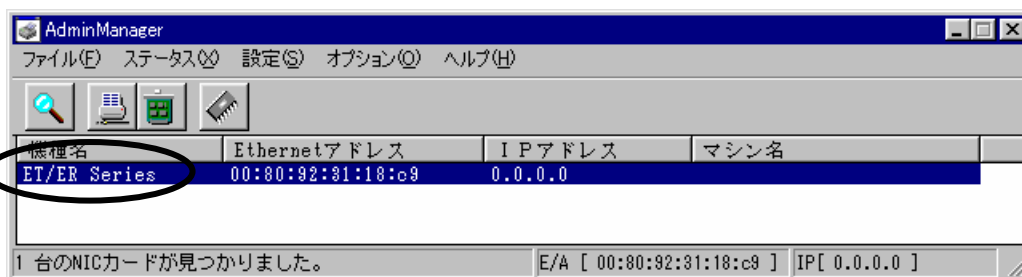 AdminManager
ファイル(F) ステータス(X) 設定(S) オプション(O) ヘルプ(H)
機種名 Ethernetアドレス IPアドレス マシン名
ET/ER Series 00:80:92:31:18:c9 0.0.0.0
1 台のNICカードが見つかりました。 E/A [ 00:80:92:31:18:c9 ] IP[ 0.0.0.0 ]